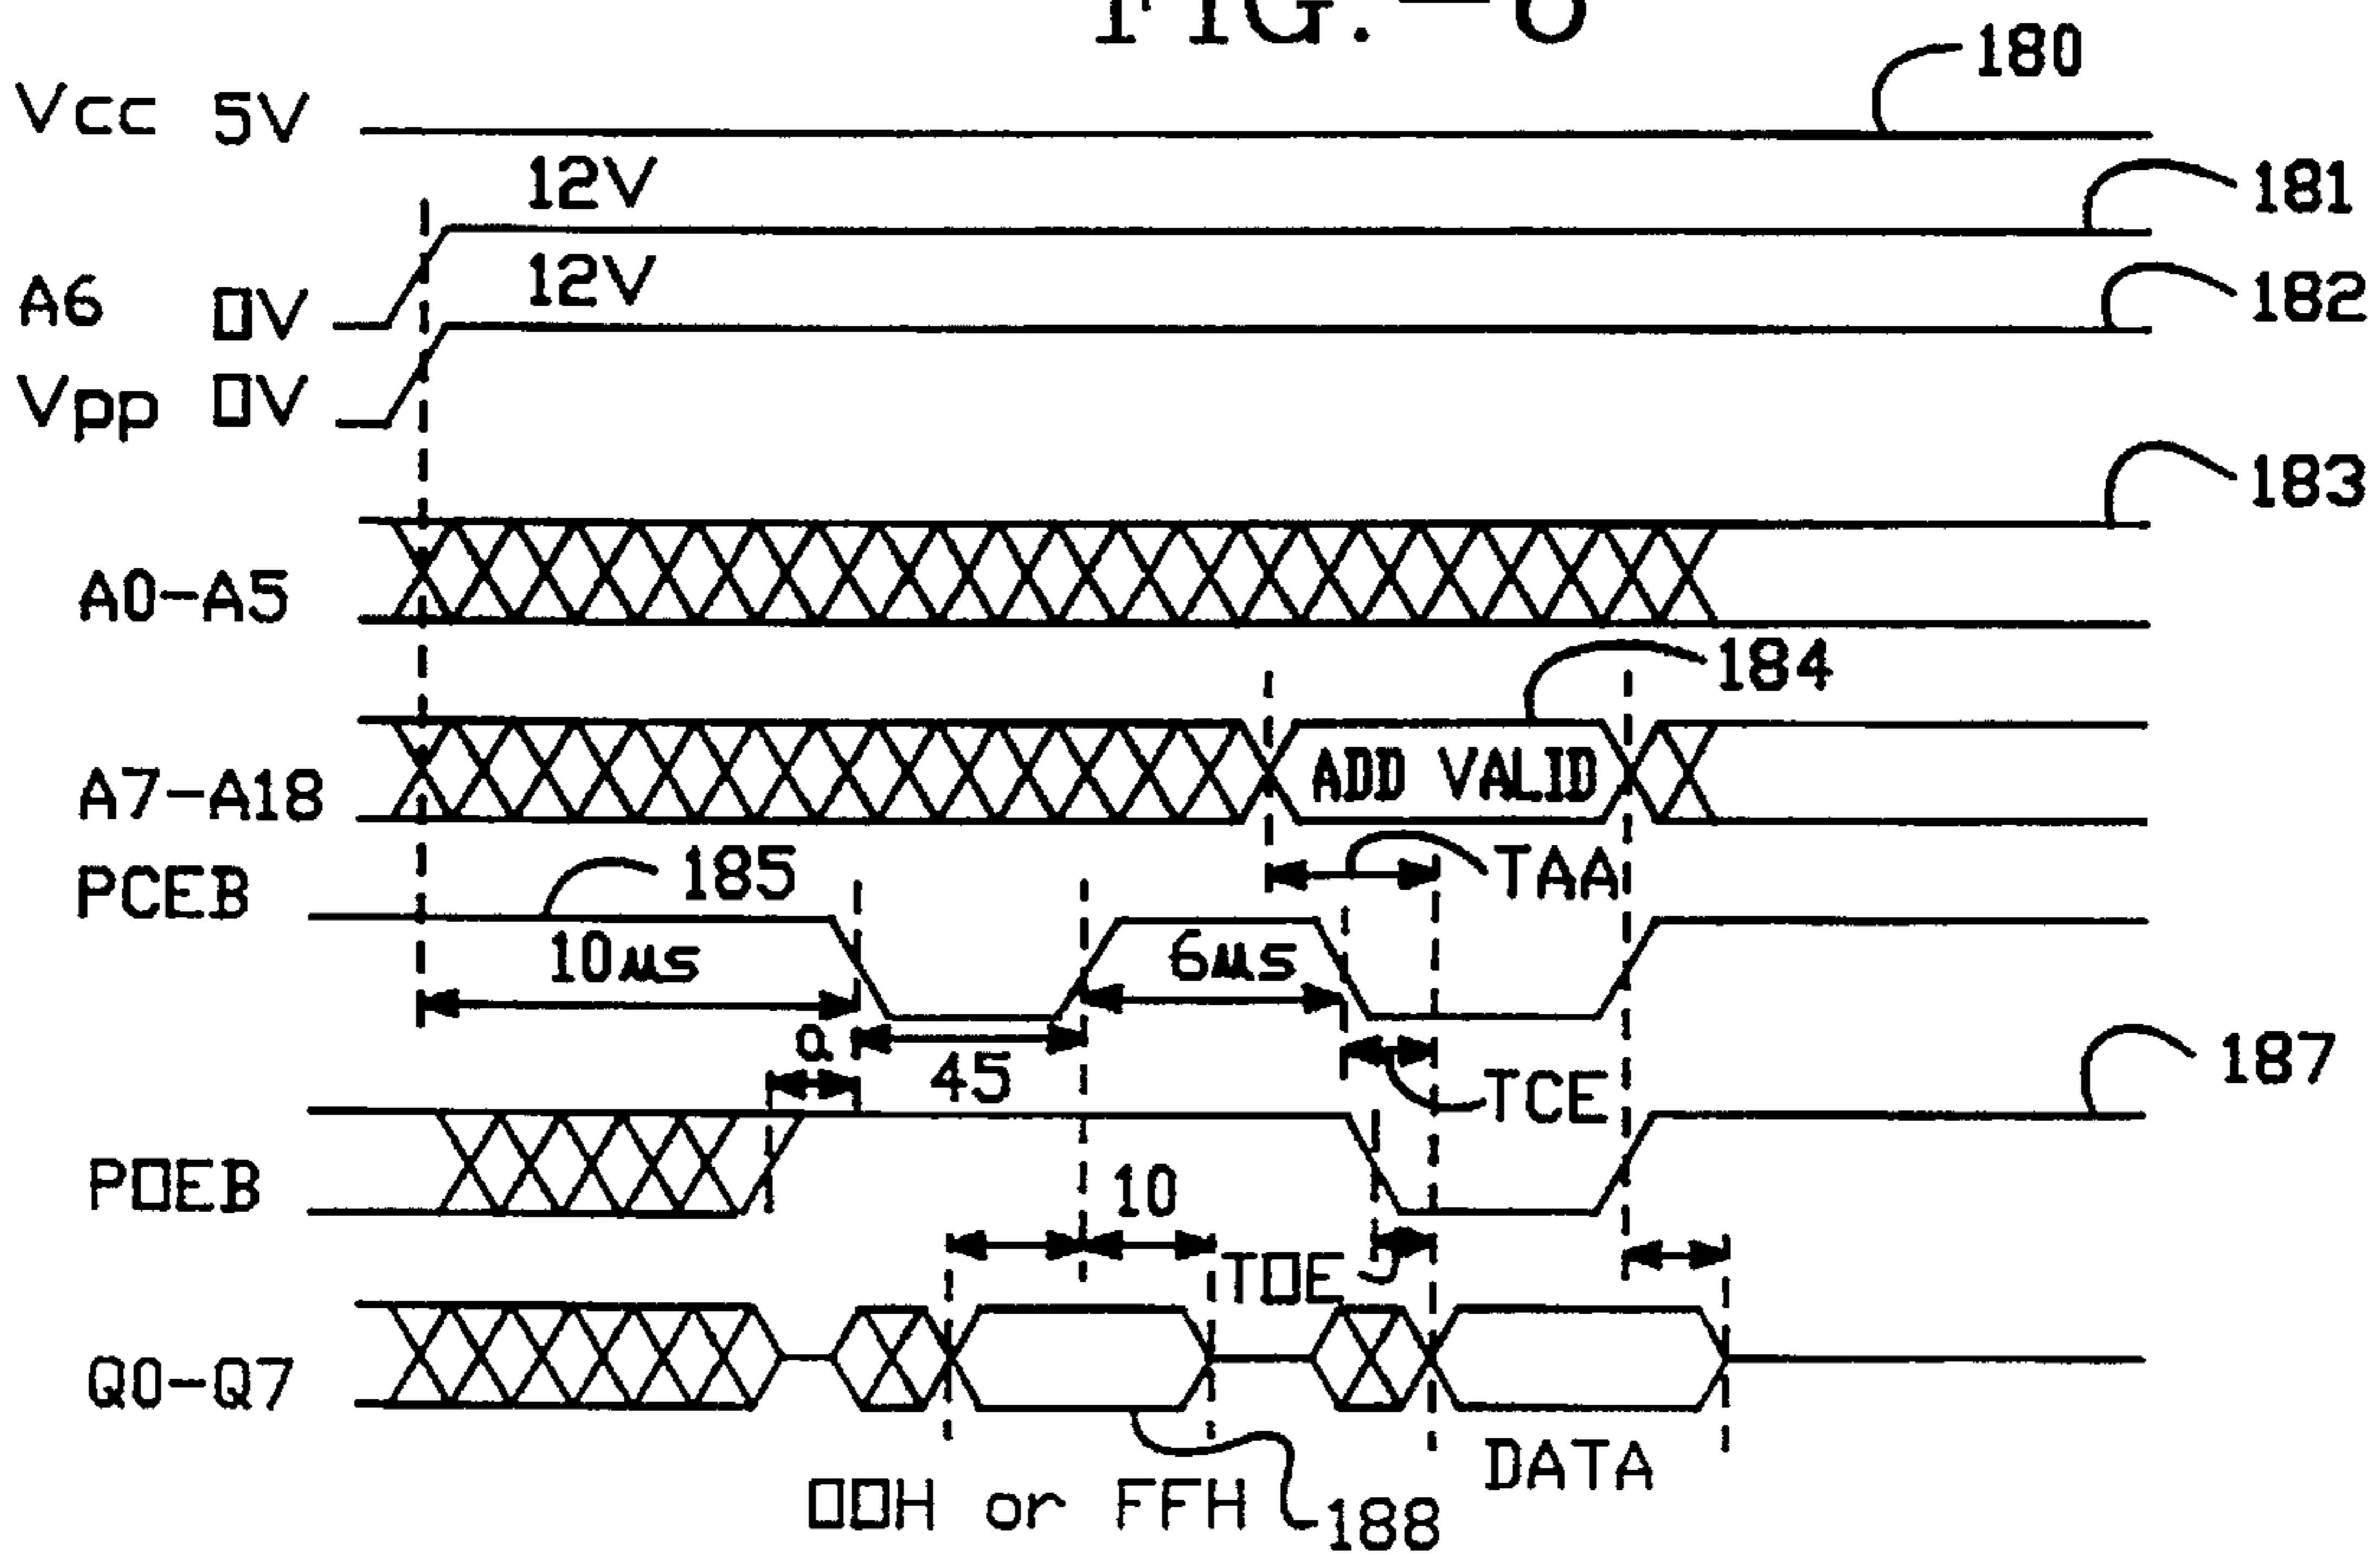 FIG.-6
180
Vcc 5V
12V
181
A6 0V
12V
182
Vpp 0V
183
A0-A5
184
A7-A18
ADD VALID
PCEB
185
TAA
10µs
6µs
a
45
TCE
187
POEB
10
TOE
Q0-Q7
DATA
00H or FFH
188